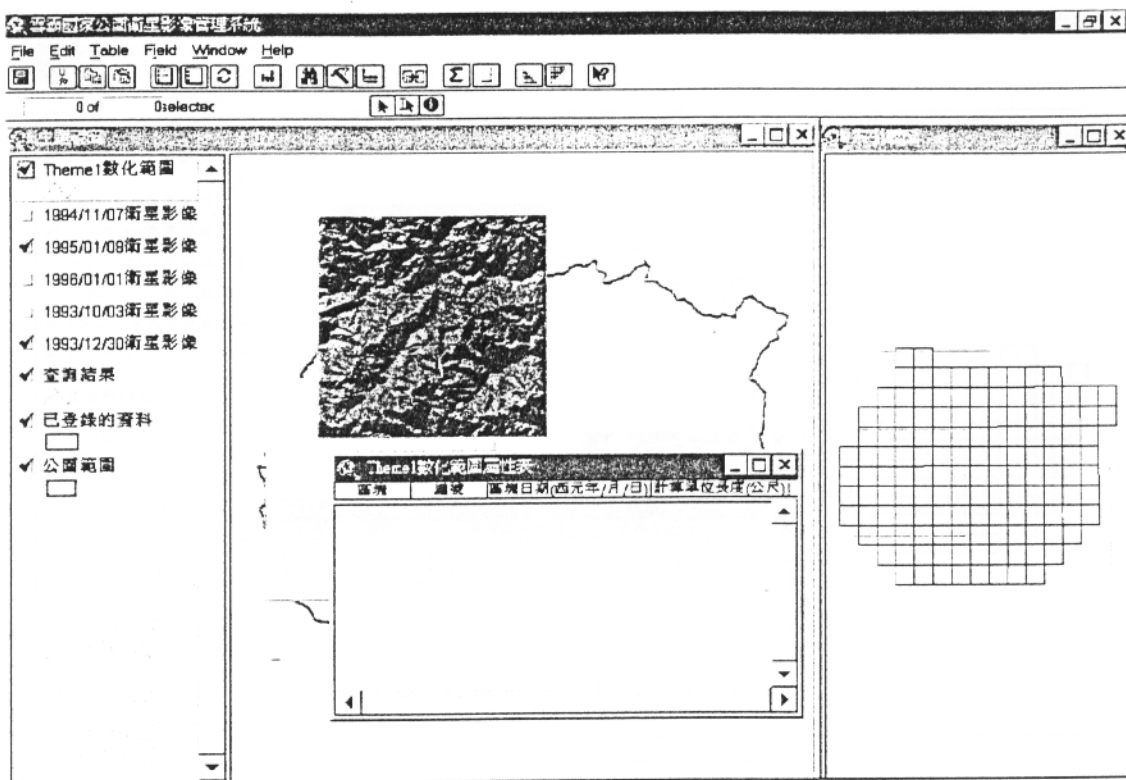 雪霸國家公園衛星影像管理系統
File Edit Table Field Window Help
0 of 0selected
Theme1數化範圍
1994/11/07衛星影像
1995/01/09衛星影像
1996/01/01衛星影像
1993/10/03衛星影像
1993/12/30衛星影像
查詢結果
已登錄的資料
公園範圍
Theme1數化範圍屬性表
區塊 編號 區塊日期(西元年/月/日) 計算單位長度(公尺)